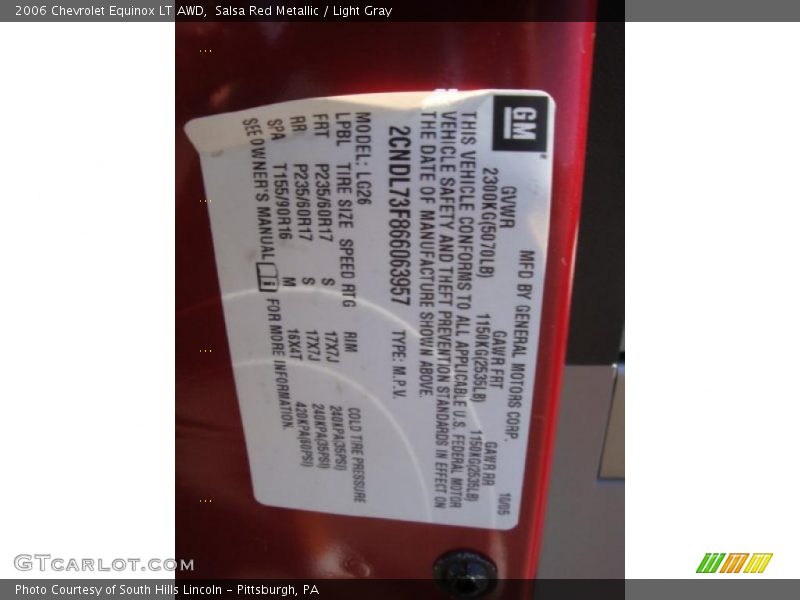 2006 Chevrolet Equinox LT AWD, Salsa Red Metallic / Light Gray
GM
MFD BY GENERAL MOTORS CORP. 10/05
GVWR GAWR FRT GAWR RR
2300KG(5070LB) 1150KG(2535LB) 1150KG(2535LB)
THIS VEHICLE CONFORMS TO ALL APPLICABLE U.S. FEDERAL MOTOR
VEHICLE SAFETY AND THEFT PREVENTION STANDARDS IN EFFECT ON
THE DATE OF MANUFACTURE SHOWN ABOVE.
2CNDL73F866063957 TYPE: M.P.V.
MODEL: LG26
LPBL TIRE SIZE SPEED RTG RIM COLD TIRE PRESSURE
FRT P235/60R17 S 17X7J 240KPA(35PSI)
RR P235/60R17 S 17X7J 240KPA(35PSI)
SPA T155/90R16 M 16X4T 420KPA(60PSI)
SEE OWNER'S MANUAL i FOR MORE INFORMATION.
GTcarlot.com
Photo Courtesy of South Hills Lincoln - Pittsburgh, PA